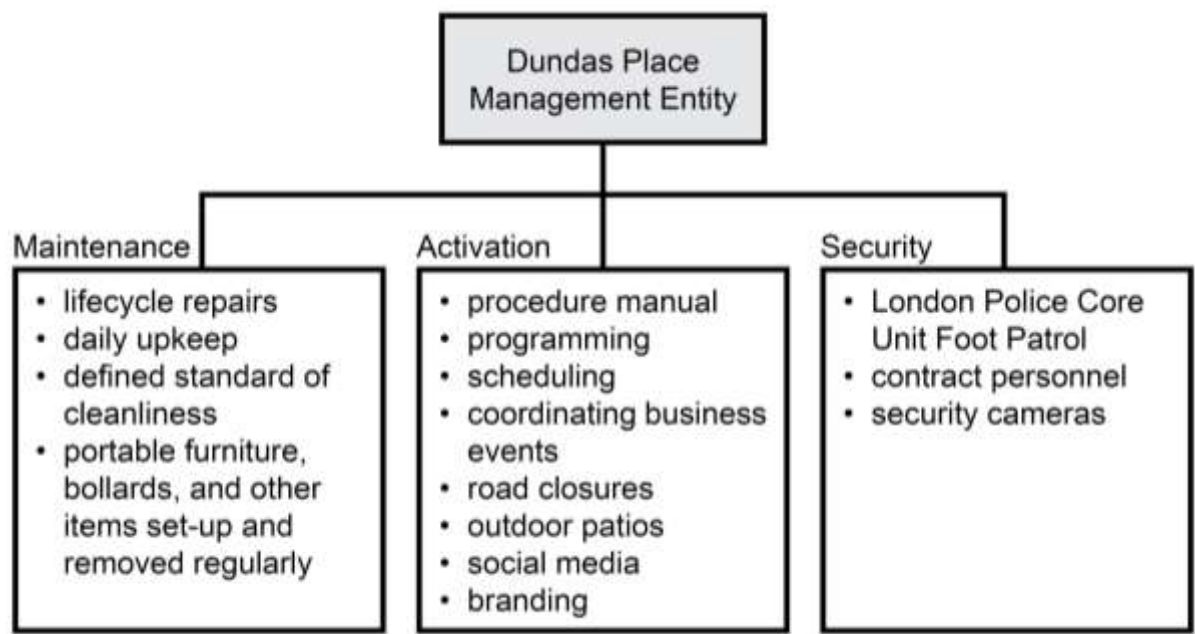 Dundas Place
Management Entity
Maintenance
• lifecycle repairs
• daily upkeep
• defined standard of
cleanliness
• portable furniture,
bollards, and other
items set-up and
removed regularly
Activation
• procedure manual
• programming
• scheduling
• coordinating business
events
• road closures
• outdoor patios
• social media
• branding
Security
• London Police Core
Unit Foot Patrol
• contract personnel
• security cameras